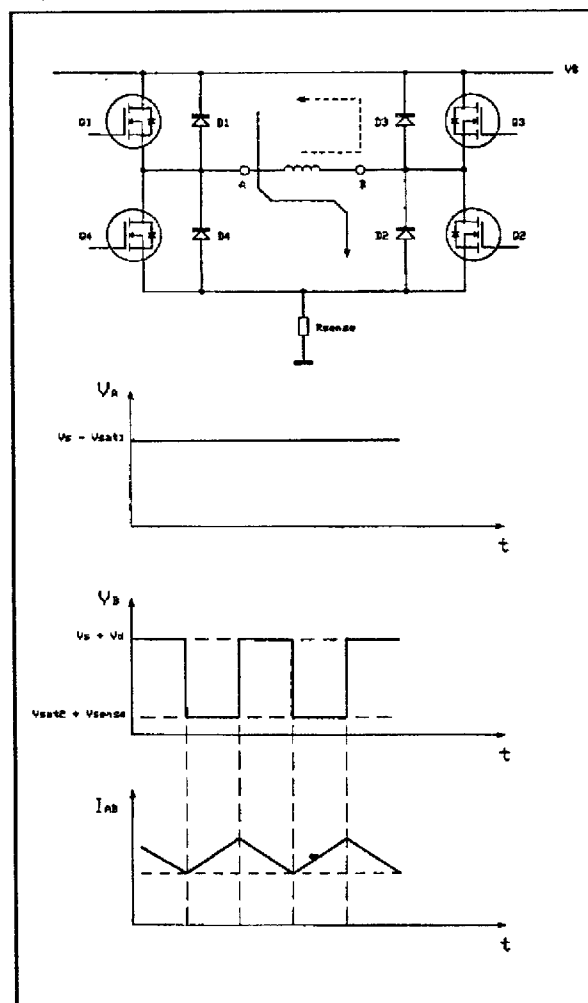 VS
Q1 D1 D3 Q3
A B
Q4 D4 D2 Q2
Rsense
VA
Vs - Vsat1
t
VB
Vs + Vd
Vsat2 + Vsense
t
IAB
t